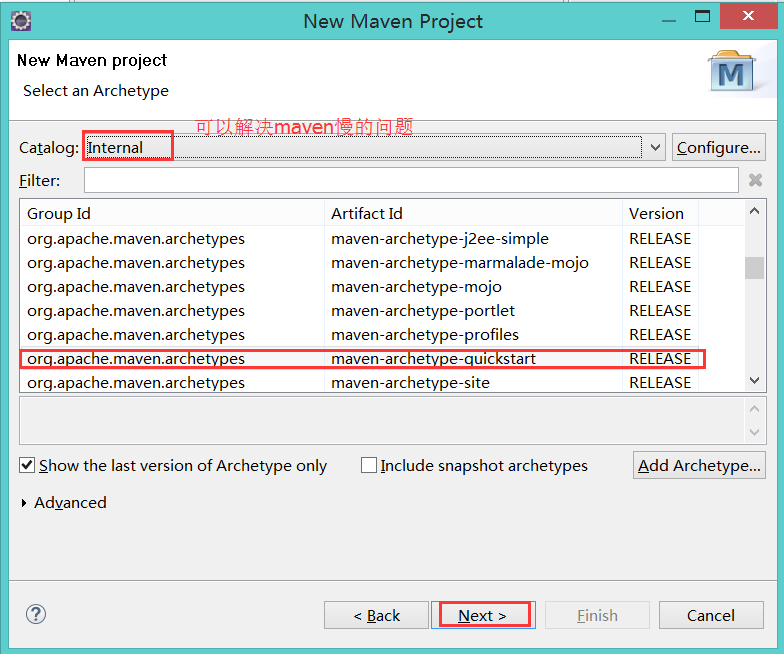 New Maven Project
New Maven project
Select an Archetype
M
可以解决maven慢的问题
Catalog: Internal Configure...
Filter:
Group Id Artifact Id Version
org.apache.maven.archetypes maven-archetype-j2ee-simple RELEASE
org.apache.maven.archetypes maven-archetype-marmalade-mojo RELEASE
org.apache.maven.archetypes maven-archetype-mojo RELEASE
org.apache.maven.archetypes maven-archetype-portlet RELEASE
org.apache.maven.archetypes maven-archetype-profiles RELEASE
org.apache.maven.archetypes maven-archetype-quickstart RELEASE
org.apache.maven.archetypes maven-archetype-site RELEASE
Show the last version of Archetype only Include snapshot archetypes Add Archetype...
Advanced
? < Back Next > Finish Cancel